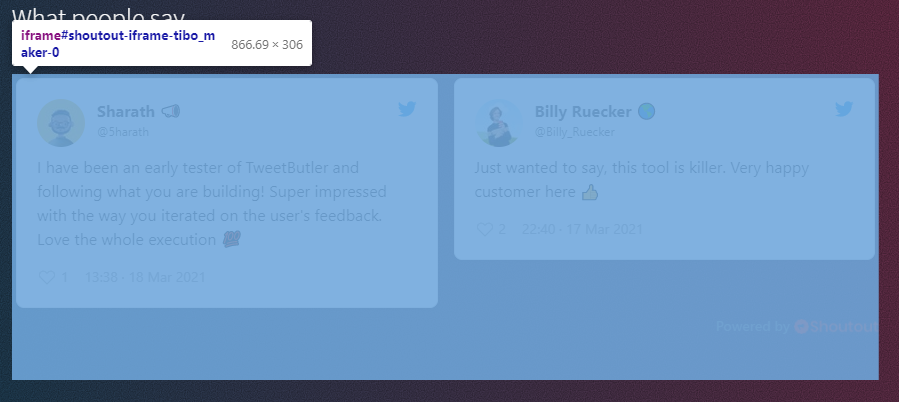 What people say
iframe#shoutout-iframe-tibo_m
aker-0
866.69 × 306
Sharath
@5harath
I have been an early tester of TweetButler and
following what you are building! Super impressed
with the way you iterated on the user's feedback.
Love the whole execution
1 13:38 · 18 Mar 2021
Billy Ruecker
@Billy_Ruecker
Just wanted to say, this tool is killer. Very happy
customer here 👍
2 22:40 · 17 Mar 2021
Powered by Shoutout